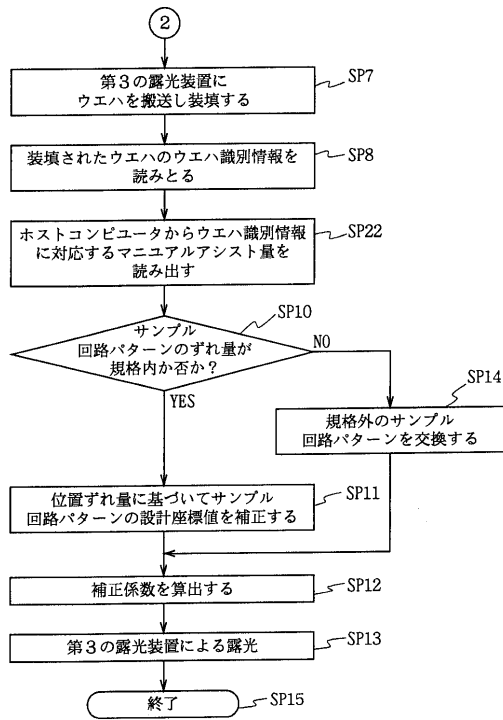 2
第3の露光装置に
ウエハを搬送し装填する
SP7
装填されたウエハのウエハ識別情報を
読みとる
SP8
ホストコンピユータからウエハ識別情報
に対応するマニユアルアシスト量を
読み出す
SP22
サンプル
回路パターンのずれ量が
規格内か否か?
SP10
NO
YES
規格外のサンプル
回路パターンを交換する
SP14
位置ずれ量に基づいてサンプル
回路パターンの設計座標値を補正する
SP11
補正係数を算出する
SP12
第3の露光装置による露光
SP13
終了
SP15